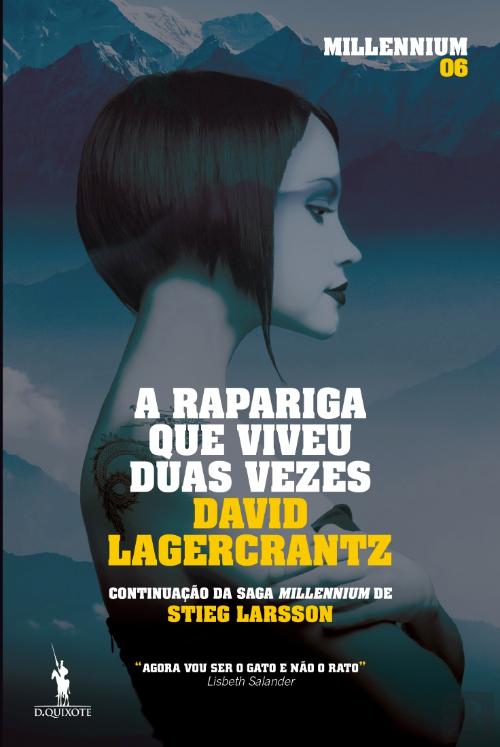 MILLENNIUM
06
A RAPARIGA
QUE VIVEU
DUAS VEZES
DAVID
LAGERCRANTZ
CONTINUAÇÃO DA SAGA MILLENNIUM DE
STIEG LARSSON
“AGORA VOU SER O GATO E NÃO O RATO”
Lisbeth Salander
D.QUIXOTE